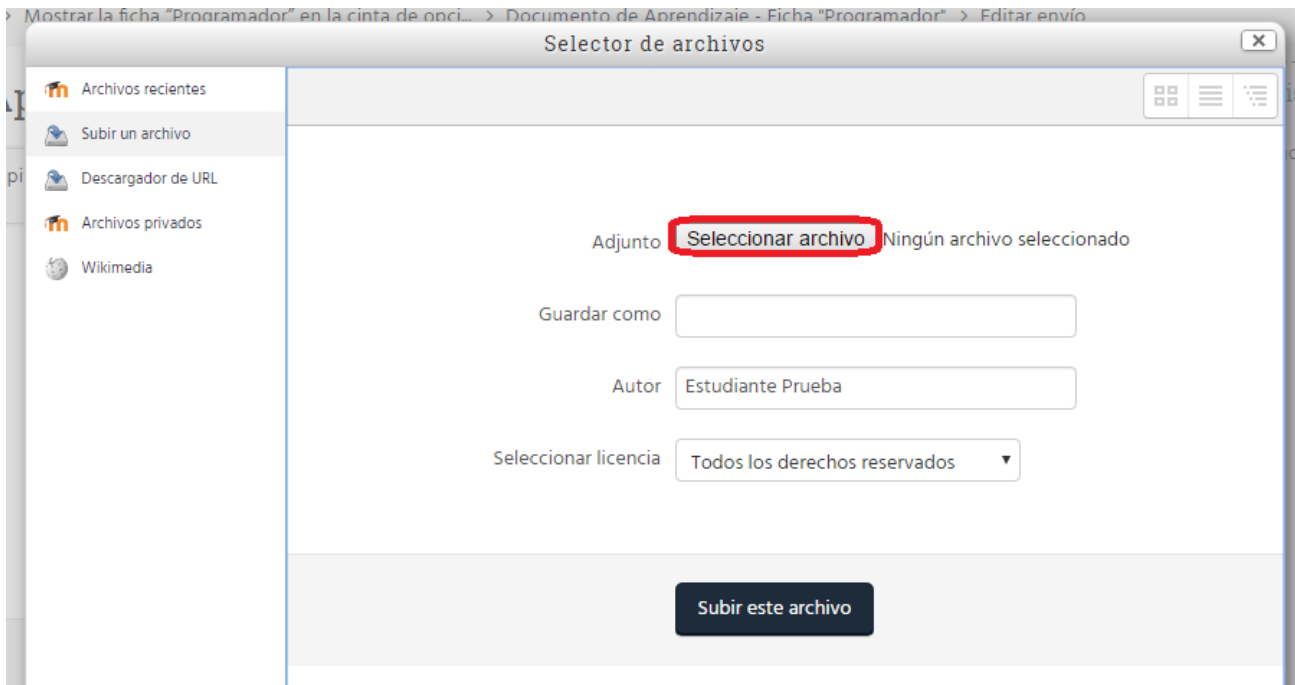 > Mostrar la ficha "Programador" en la cinta de opci... > Documento de Aprendizaje - Ficha "Programador" > Editar envío
Selector de archivos
Archivos recientes
Subir un archivo
Descargador de URL
Archivos privados
Wikimedia
Adjunto Seleccionar archivo Ningún archivo seleccionado
Guardar como
Autor Estudiante Prueba
Seleccionar licencia Todos los derechos reservados
Subir este archivo